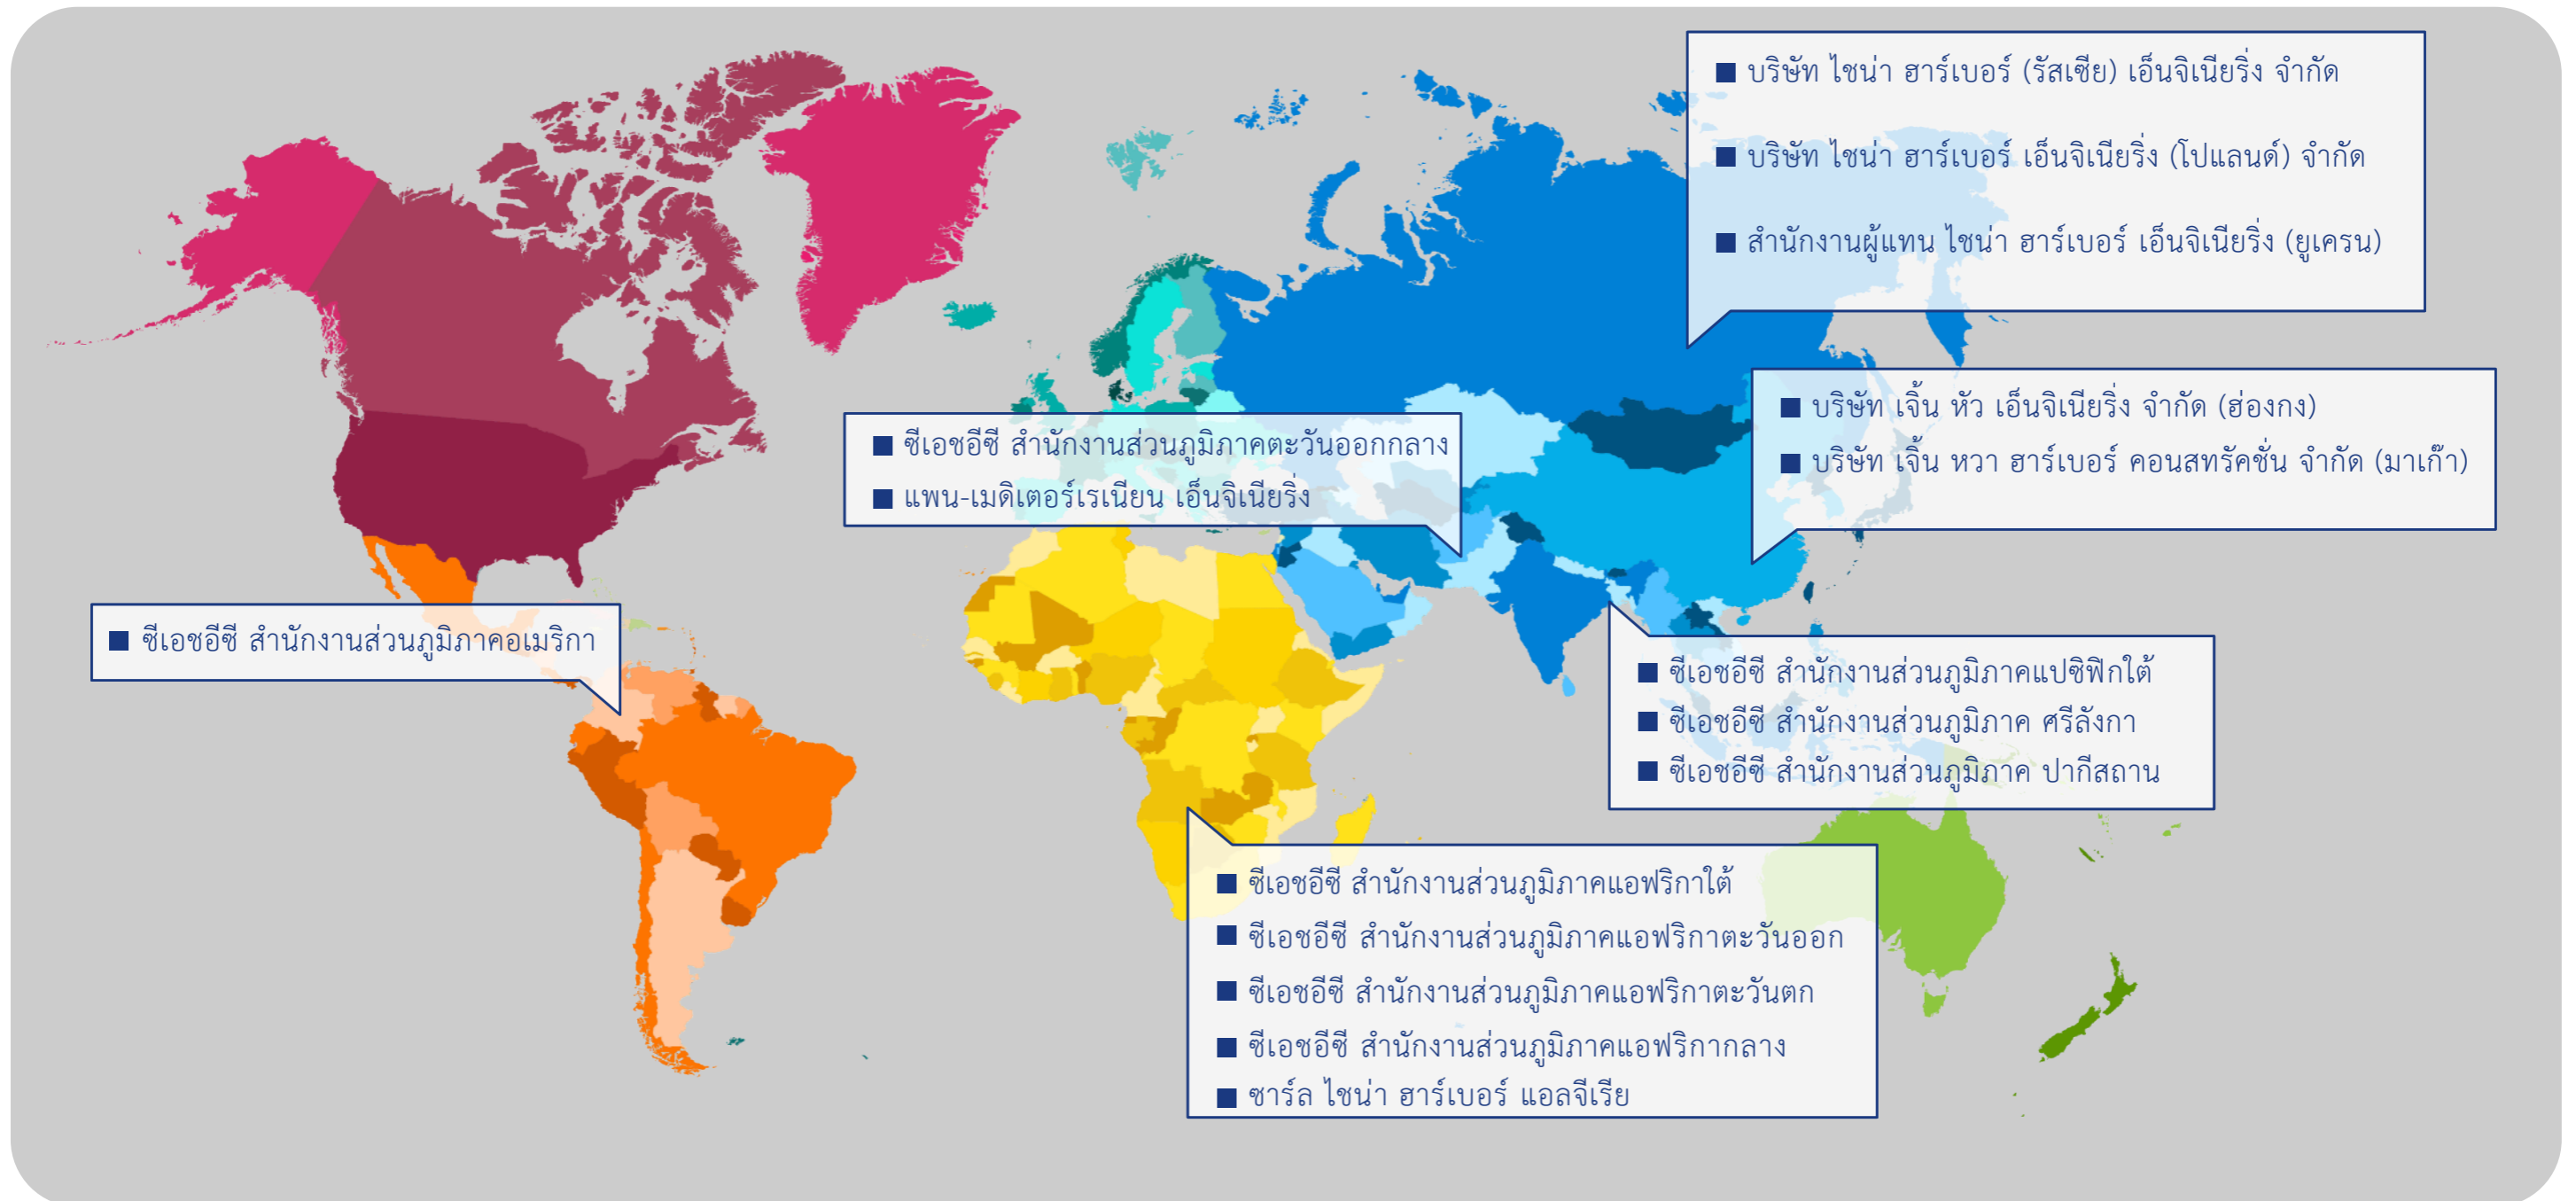 ■ บริษัท ไชน่า ฮาร์เบอร์ (รัสเซีย) เอ็นจิเนียริ่ง จำกัด
■ บริษัท ไชน่า ฮาร์เบอร์ เอ็นจิเนียริ่ง (โปแลนด์) จำกัด
■ สำนักงานผู้แทน ไชน่า ฮาร์เบอร์ เอ็นจิเนียริ่ง (ยูเครน)
■ บริษัท เจิ้น หัว เอ็นจิเนียริ่ง จำกัด (ฮ่องกง)
■ บริษัท เจิ้น หวา ฮาร์เบอร์ คอนสทรัคชั่น จำกัด (มาเก๊า)
■ ซีเอชอีซี สำนักงานส่วนภูมิภาคตะวันออกกลาง
■ แพน-เมดิเตอร์เรเนียน เอ็นจิเนียริ่ง
■ ซีเอชอีซี สำนักงานส่วนภูมิภาคอเมริกา
■ ซีเอชอีซี สำนักงานส่วนภูมิภาคแปซิฟิกใต้
■ ซีเอชอีซี สำนักงานส่วนภูมิภาค ศรีลังกา
■ ซีเอชอีซี สำนักงานส่วนภูมิภาค ปากีสถาน
■ ซีเอชอีซี สำนักงานส่วนภูมิภาคแอฟริกาใต้
■ ซีเอชอีซี สำนักงานส่วนภูมิภาคแอฟริกาตะวันออก
■ ซีเอชอีซี สำนักงานส่วนภูมิภาคแอฟริกาตะวันตก
■ ซีเอชอีซี สำนักงานส่วนภูมิภาคแอฟริกากลาง
■ ซาร์ล ไชน่า ฮาร์เบอร์ แอลจีเรีย